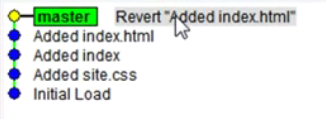 master Revert "Added index.html"
Added index.html
Added index
Added site.css
Initial Load